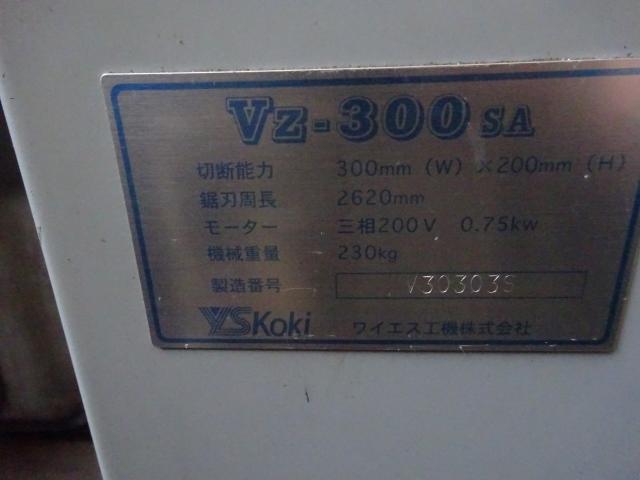 Vz-300 SA
切断能力 300mm (W) ×200mm (H)
鋸刃周長 2620mm
モーター 三相200V 0.75kw
機械重量 230kg
製造番号 V30303S
YSKoki ワイエス工機株式会社